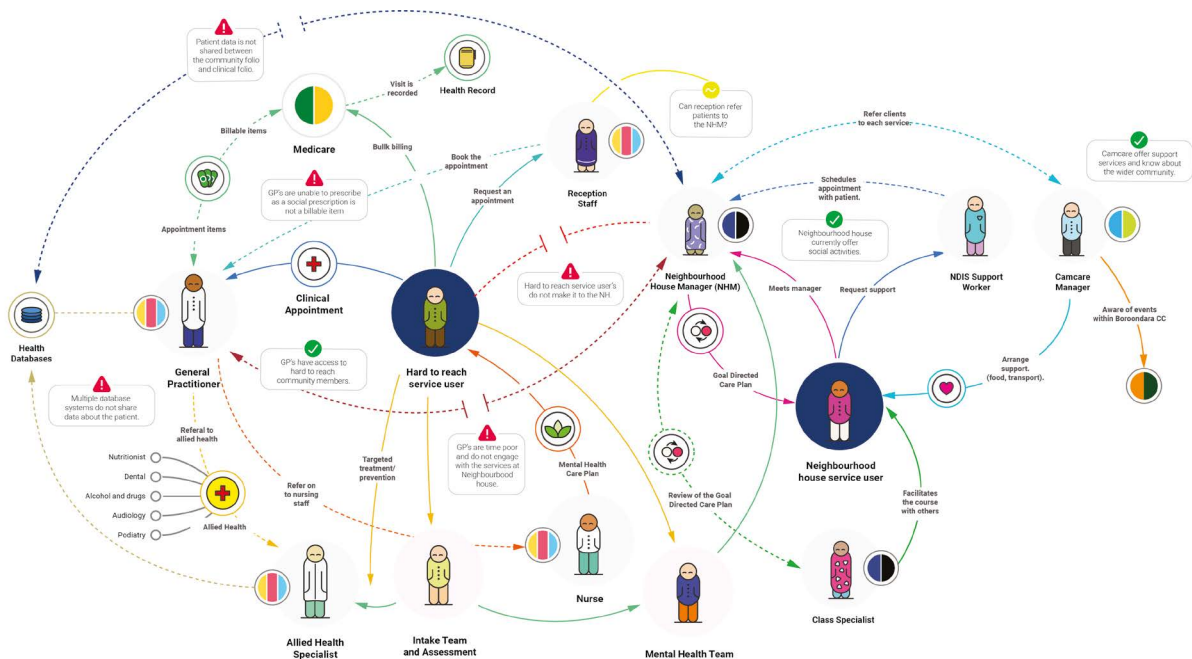 Patient data is not
shared between
the community folio
and clinical folio.
Visit is
recorded
Health Record
Medicare
Billable items
Bullk billing
Appointment items
Book the
appointment
GP's are unable to prescribe
as a social prescription is
not a billable item
Request an
appointment
Reception
Staff
Can reception refer
patients to
the NHM?
Refer clients
to each service.
Camcare offer support
services and know about
the wider community.
Schedules
appointment
with patient.
Neighbourhood house
currently offer
social activities.
Neighbourhood
House Manager (NHM)
Meets manager
Request support
NDIS Support
Worker
Camcare
Manager
Aware of events
within Boroondara CC
Arrange
support.
(food, transport).
Clinical
Appointment
Hard to reach service user's
do not make it to the NH.
Health
Databases
General
Practitioner
GP's have access to
hard to reach
community members.
Hard to reach
service user
Goal Directed
Care Plan
Multiple database
systems do not share
data about the patient.
Referal to
allied health
Nutritionist
Dental
Alcohol and drugs
Audiology
Podiatry
Allied Health
Refer on
to nursing
staff
Targeted
treatment/
prevention
GP's are time poor
and do not engage
with the services at
Neighbourbood
house.
Mental Health
Care Plan
Review of the Goal
Directed Care Plan
Neighbourhood
house service user
Facilitates
the course
with others
Nurse
Class Specialist
Allied Health
Specialist
Intake Team
and Assessment
Mental Health Team